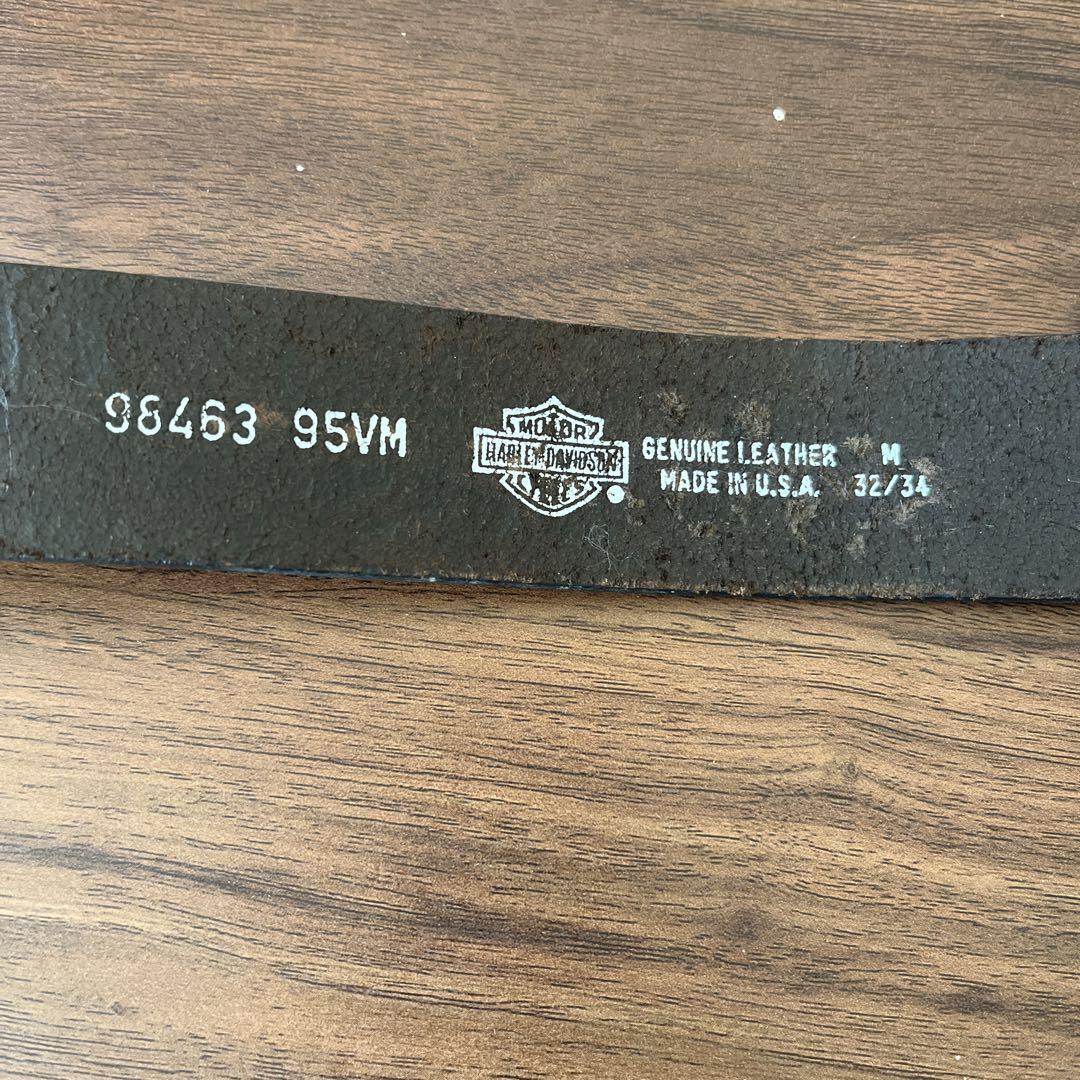 98463 95VM
MOTOR
HARLEY-DAVIDSON
CYCLES
GENUINE LEATHER M
MADE IN U.S.A. 32/34